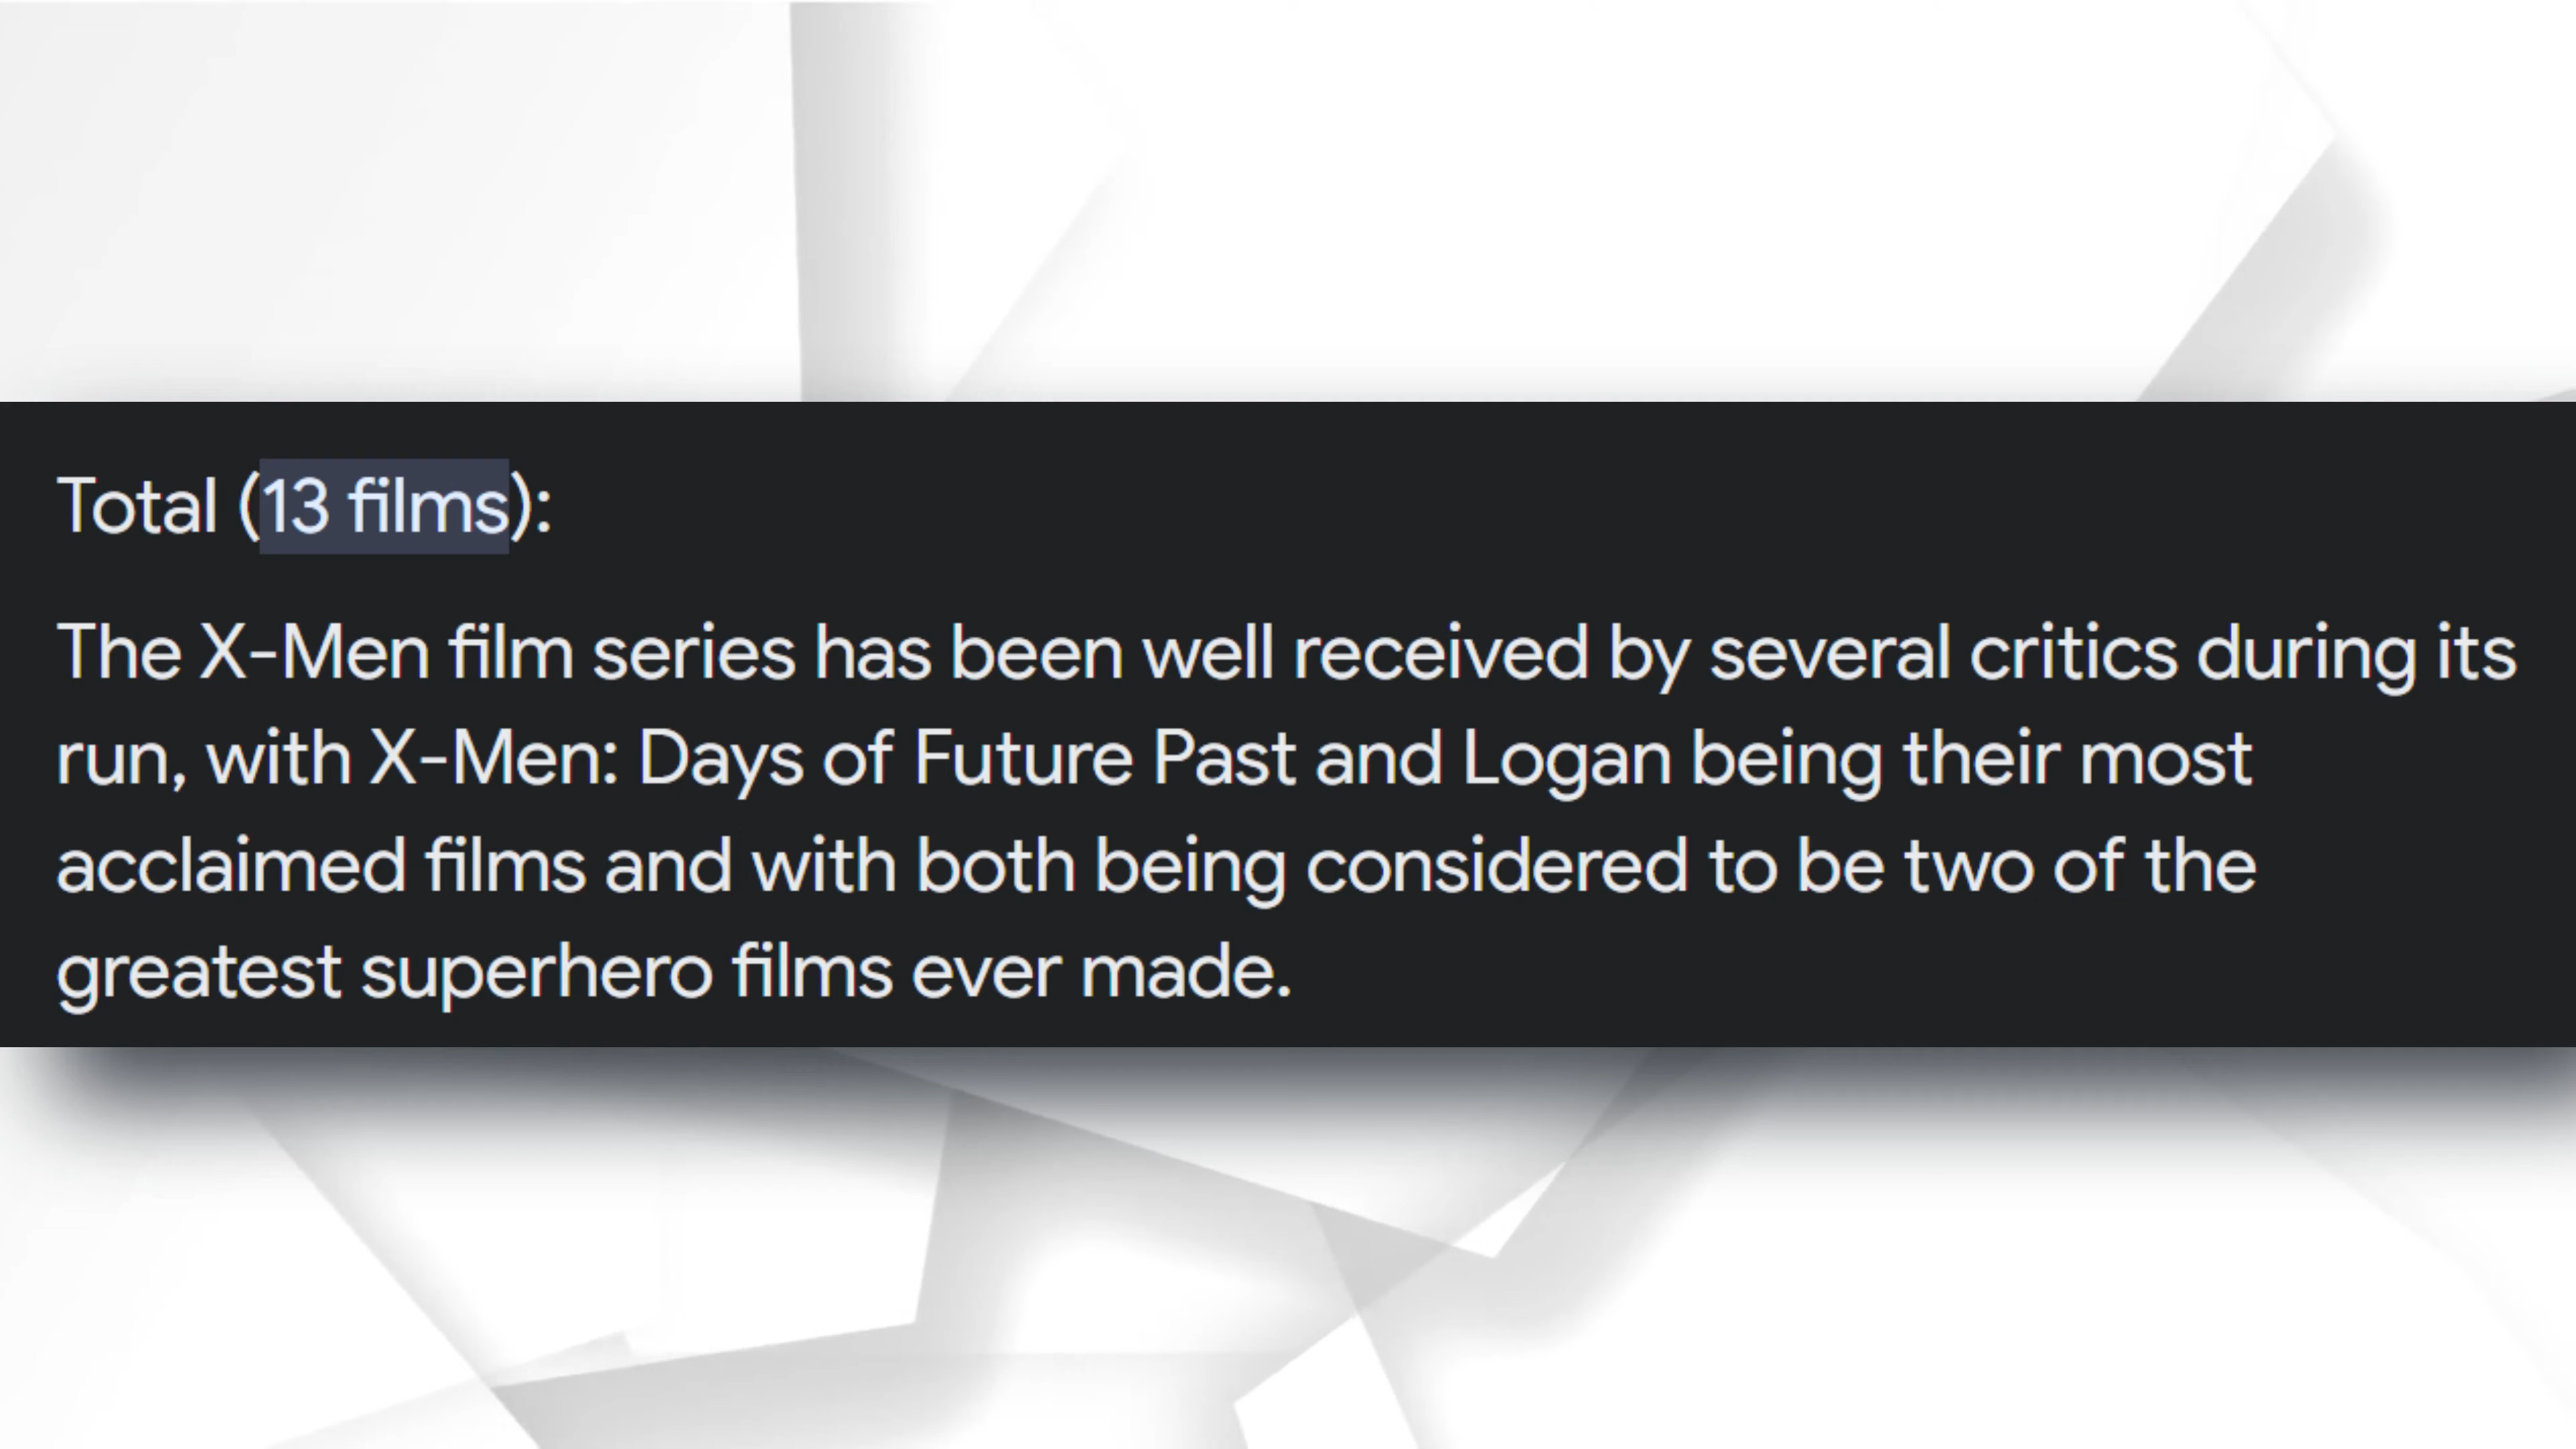 Total (13 films):
The X-Men film series has been well received by several critics during its
run, with X-Men: Days of Future Past and Logan being their most
acclaimed films and with both being considered to be two of the
greatest superhero films ever made.